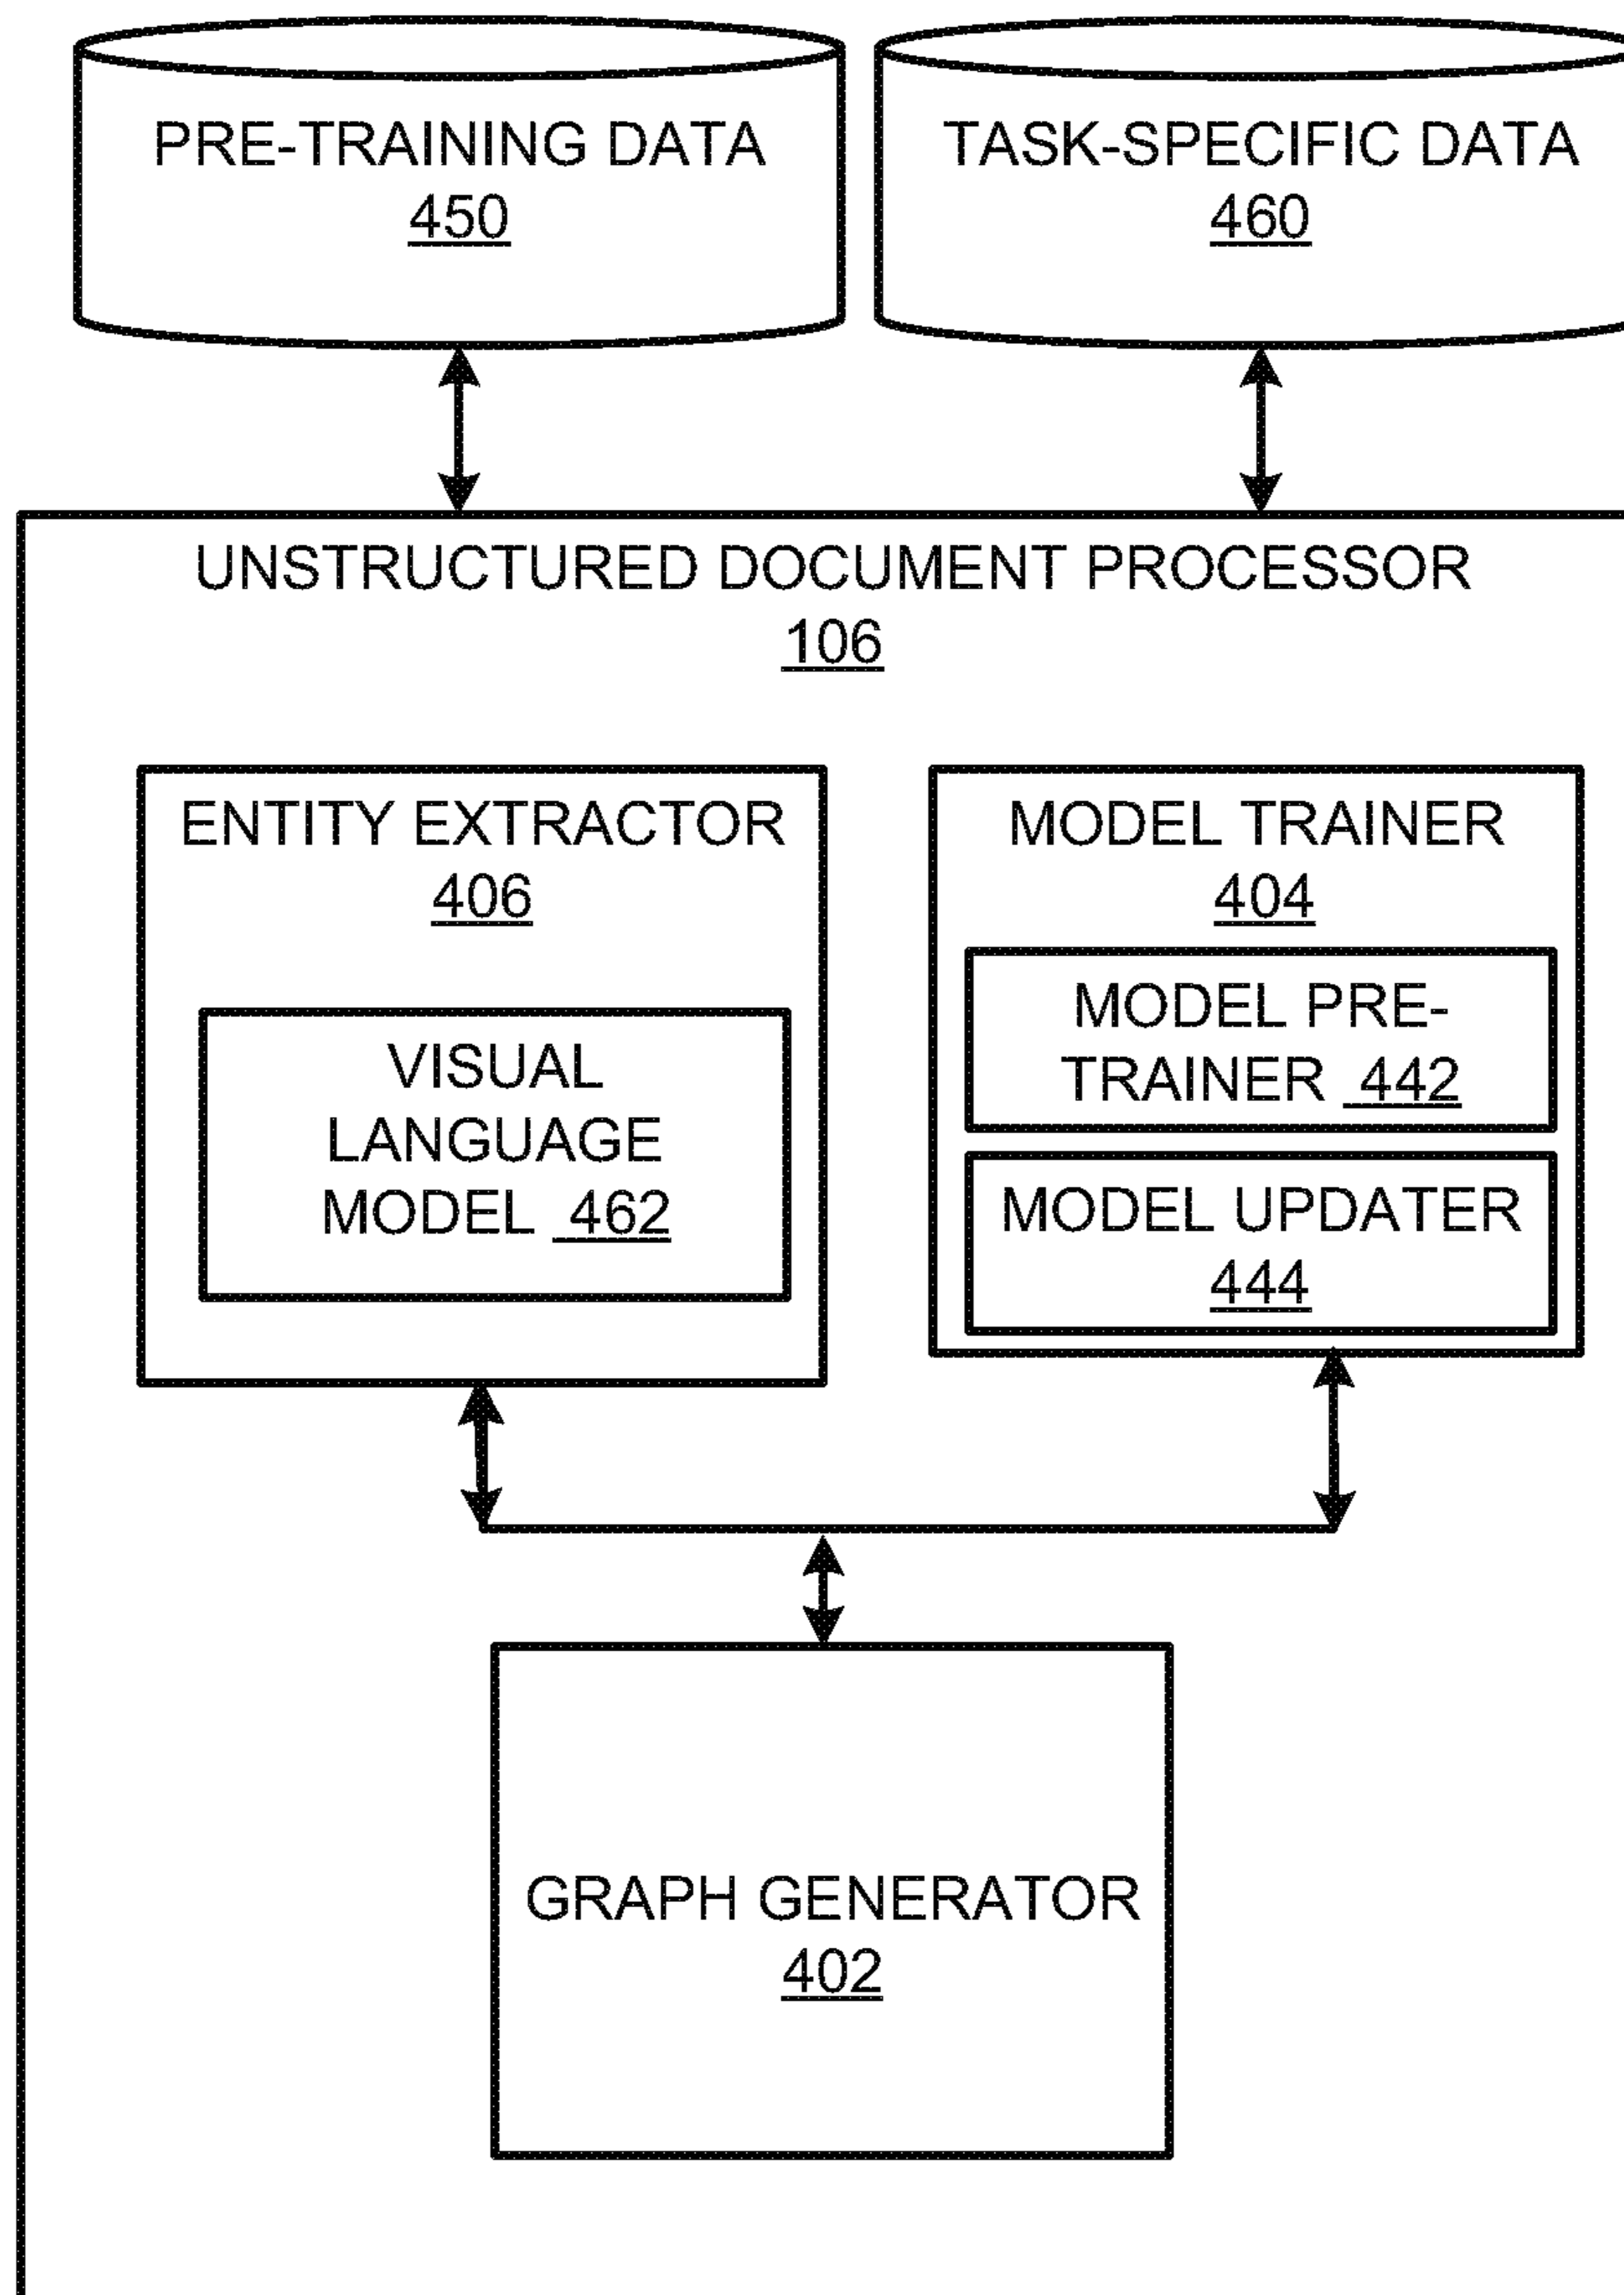 PRE-TRAINING DATA
450
TASK-SPECIFIC DATA
460
UNSTRUCTURED DOCUMENT PROCESSOR
106
ENTITY EXTRACTOR
406
VISUAL
LANGUAGE
MODEL 462
MODEL TRAINER
404
MODEL PRE-
TRAINER 442
MODEL UPDATER
444
GRAPH GENERATOR
402